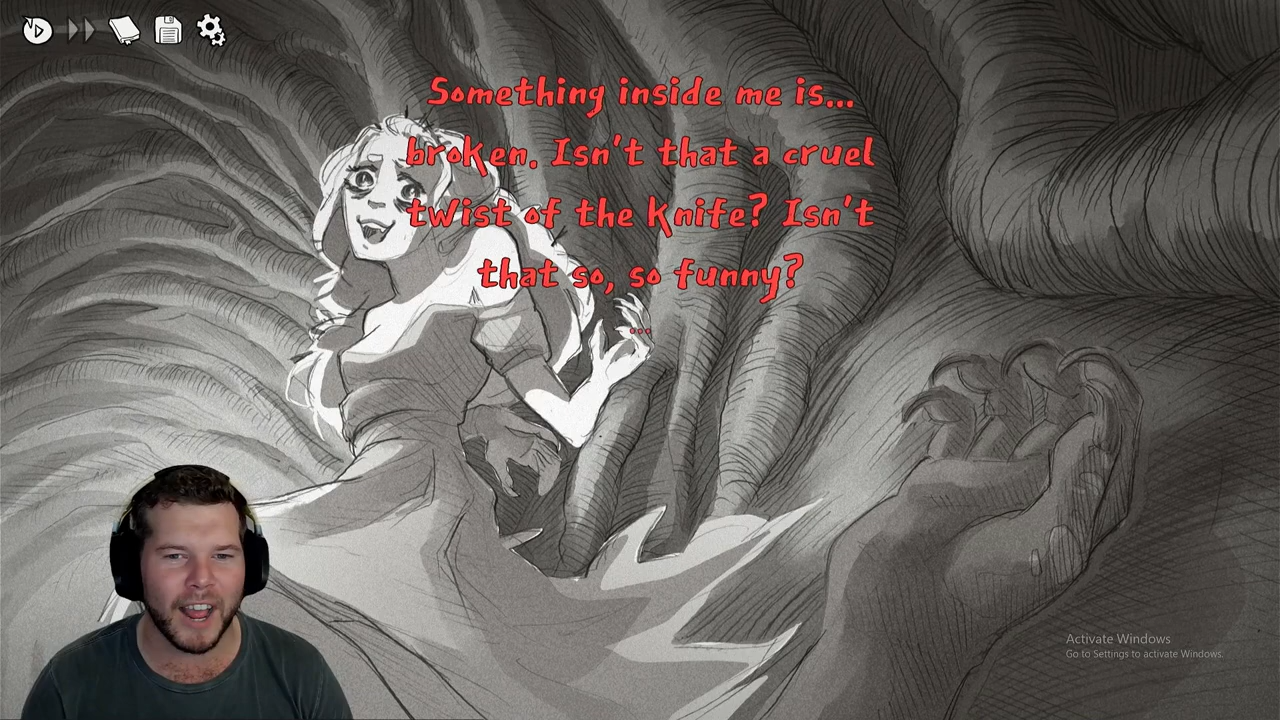 Something inside me is...
broken. Isn't that a cruel
twist of the knife? Isn't
that so, so funny?
...
Activate Windows
Go to Settings to activate Windows.